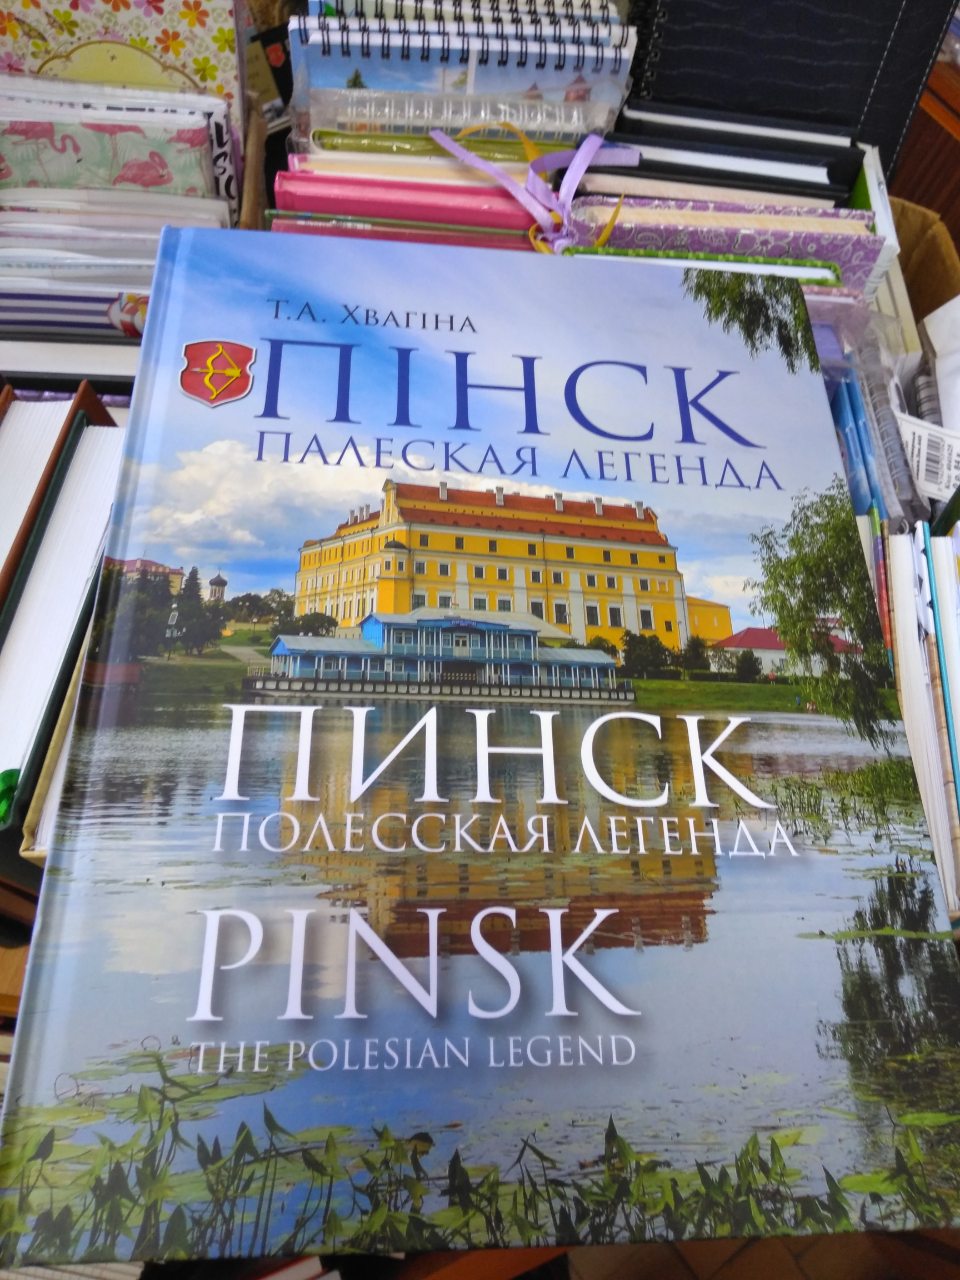 Т.А. ХВАГІНА
ПІНСК
ПАЛЕСКАЯ ЛЕГЕНДА
ПИНСК
ПОЛЕССКАЯ ЛЕГЕНДА
PINSK
THE POLESIAN LEGEND